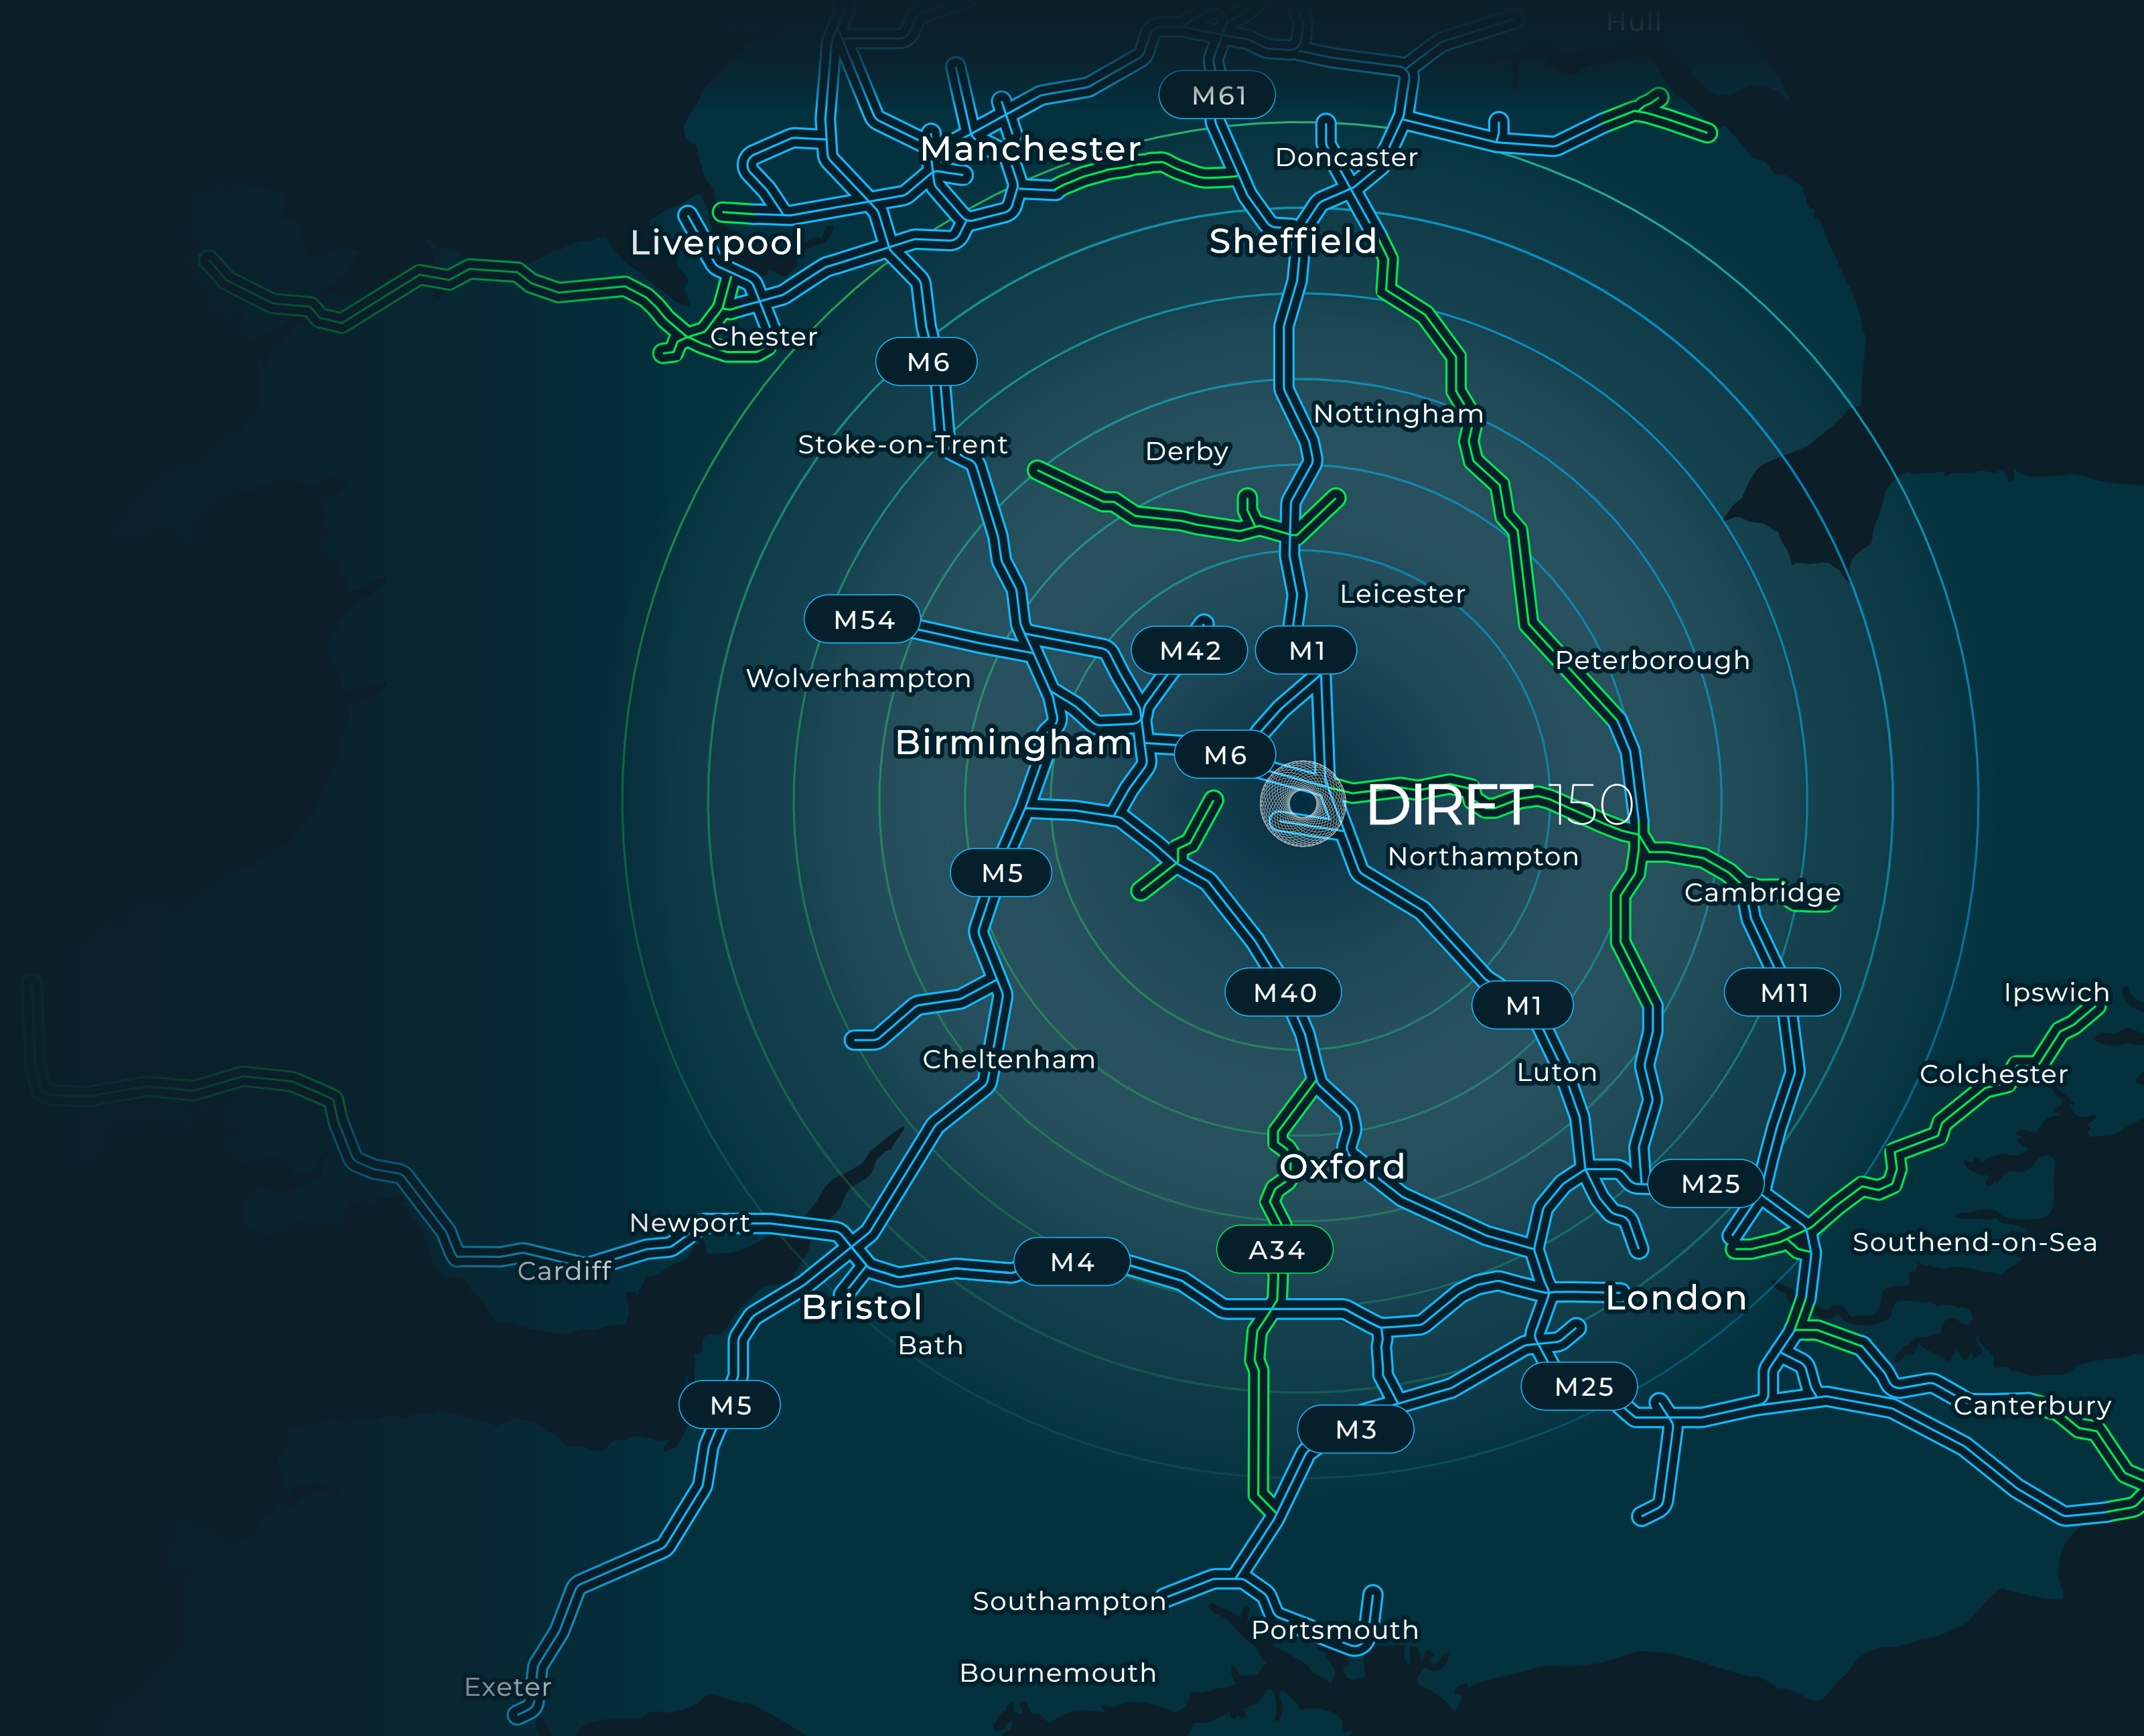 Hull
M61
Manchester
Doncaster
Liverpool
Sheffield
Chester
M6
Nottingham
Stoke-on-Trent
Derby
Leicester
M54
M42
M1
Peterborough
Wolverhampton
Birmingham
M6
DIRFT 150
Northampton
M5
Cambridge
M40
M1
M11
Ipswich
Cheltenham
Luton
Colchester
Oxford
M25
Newport
Southend-on-Sea
A34
Cardiff
M4
London
Bristol
Bath
M25
M5
Canterbury
M3
Southampton
Portsmouth
Bournemouth
Exeter